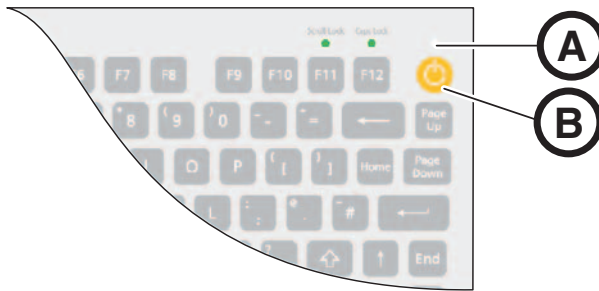 Scroll Lock Caps Lock
A
F7 F8 F9 F10 F11 F12
B
* 8 ( 9 ) 0 _ - + = Page Up
O P { [ } ] Home Page Down
L : ; @ ~ #
? End